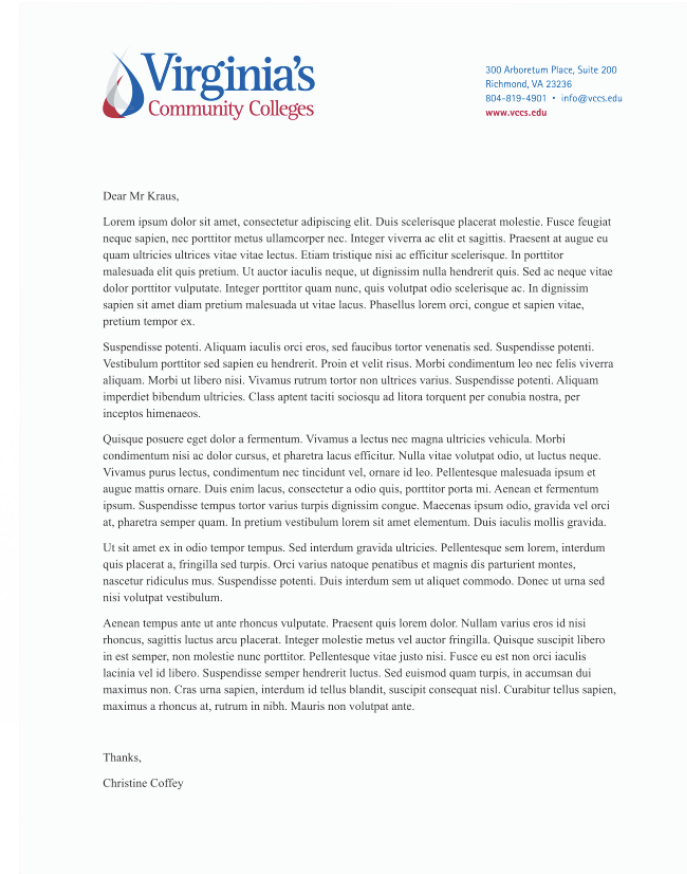 Virginia's
Community Colleges
300 Arboretum Place, Suite 200
Richmond, VA 23236
804-819-4901 • info@vccs.edu
www.vccs.edu
Dear Mr Kraus,
Lorem ipsum dolor sit amet, consectetur adipiscing elit. Duis scelerisque placerat molestie. Fusce feugiat
neque sapien, nec porttitor metus ullamcorper nec. Integer viverra ac elit et sagittis. Praesent at augue eu
quam ultricies ultrices vitae vitae lectus. Etiam tristique nisi ac efficitur scelerisque. In porttitor
malesuada elit quis pretium. Ut auctor iaculis neque, ut dignissim nulla hendrerit quis. Sed ac neque vitae
dolor porttitor vulputate. Integer porttitor quam nunc, quis volutpat odio scelerisque ac. In dignissim
sapien sit amet diam pretium malesuada ut vitae lacus. Phasellus lorem orci, congue et sapien vitae,
pretium tempor ex.
Suspendisse potenti. Aliquam iaculis orci eros, sed faucibus tortor venenatis sed. Suspendisse potenti.
Vestibulum porttitor sed sapien eu hendrerit. Proin et velit risus. Morbi condimentum leo nec felis viverra
aliquam. Morbi ut libero nisi. Vivamus rutrum tortor non ultrices varius. Suspendisse potenti. Aliquam
imperdiet bibendum ultricies. Class aptent taciti sociosqu ad litora torquent per conubia nostra, per
inceptos himenaeos.
Quisque posuere eget dolor a fermentum. Vivamus a lectus nec magna ultricies vehicula. Morbi
condimentum nisi ac dolor cursus, et pharetra lacus efficitur. Nulla vitae volutpat odio, ut luctus neque.
Vivamus purus lectus, condimentum nec tincidunt vel, ornare id leo. Pellentesque malesuada ipsum et
augue mattis ornare. Duis enim lacus, consectetur a odio quis, porttitor porta mi. Aenean et fermentum
ipsum. Suspendisse tempus tortor varius turpis dignissim congue. Maecenas ipsum odio, gravida vel orci
at, pharetra semper quam. In pretium vestibulum lorem sit amet elementum. Duis iaculis mollis gravida.
Ut sit amet ex in odio tempor tempus. Sed interdum gravida ultricies. Pellentesque sem lorem, interdum
quis placerat a, fringilla sed turpis. Orci varius natoque penatibus et magnis dis parturient montes,
nascetur ridiculus mus. Suspendisse potenti. Duis interdum sem ut aliquet commodo. Donec ut urna sed
nisi volutpat vestibulum.
Aenean tempus ante ut ante rhoncus vulputate. Praesent quis lorem dolor. Nullam varius eros id nisi
rhoncus, sagittis luctus arcu placerat. Integer molestie metus vel auctor fringilla. Quisque suscipit libero
in est semper, non molestie nunc porttitor. Pellentesque vitae justo nisi. Fusce eu est non orci iaculis
lacinia vel id libero. Suspendisse semper hendrerit luctus. Sed euismod quam turpis, in accumsan dui
maximus non. Cras urna sapien, interdum id tellus blandit, suscipit consequat nisl. Curabitur tellus sapien,
maximus a rhoncus at, rutrum in nibh. Mauris non volutpat ante.
Thanks,
Christine Coffey